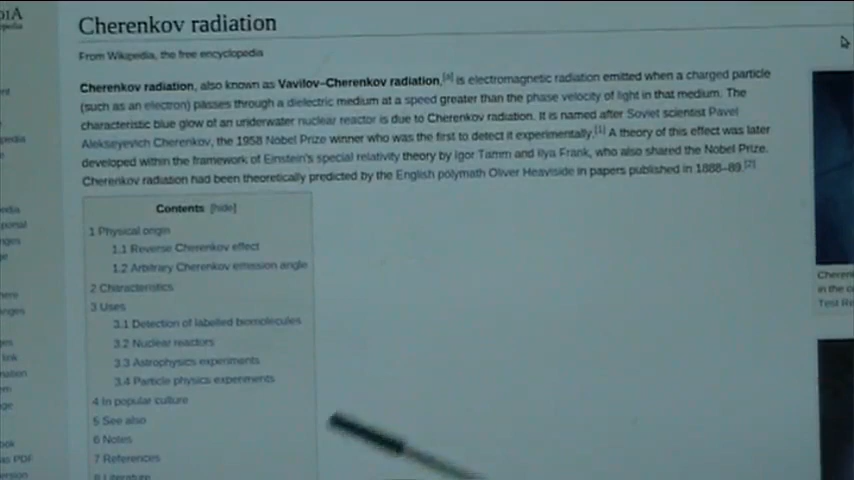 Cherenkov radiation
From Wikipedia, the free encyclopedia
Cherenkov radiation, also known as Vavilov–Cherenkov radiation,[a] is electromagnetic radiation emitted when a charged particle
(such as an electron) passes through a dielectric medium at a speed greater than the phase velocity of light in that medium. The
characteristic blue glow of an underwater nuclear reactor is due to Cherenkov radiation. It is named after Soviet scientist Pavel
Alekseyevich Cherenkov, the 1958 Nobel Prize winner who was the first to detect it experimentally.[1] A theory of this effect was later
developed within the framework of Einstein's special relativity theory by Igor Tamm and Ilya Frank, who also shared the Nobel Prize.
Cherenkov radiation had been theoretically predicted by the English polymath Oliver Heaviside in papers published in 1888–89.[2]
Contents [hide]
1 Physical origin
1.1 Reverse Cherenkov effect
1.2 Arbitrary Cherenkov emission angle
2 Characteristics
3 Uses
3.1 Detection of labelled biomolecules
3.2 Nuclear reactors
3.3 Astrophysics experiments
3.4 Particle physics experiments
4 In popular culture
5 See also
6 Notes
7 References
8 Literature
in the
link
as PDF